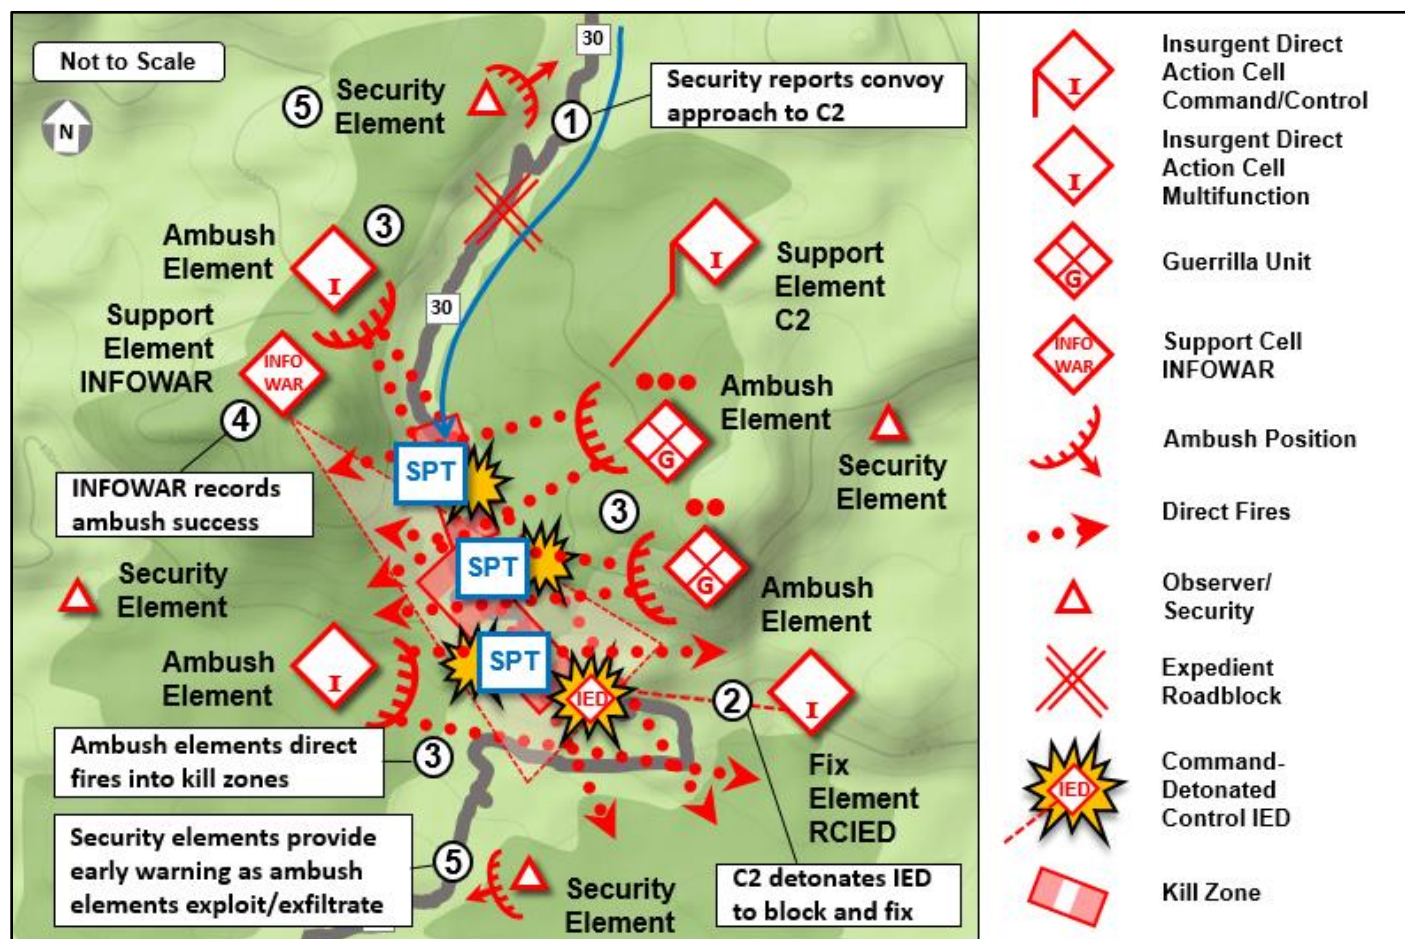 Not to Scale
N
30
5
Security
Element
1
Security reports convoy
approach to C2
Ambush
Element
3
I
Support
Element
INFOWAR
INFO
WAR
30
I
Support
Element
C2
4
INFOWAR records
ambush success
SPT
Ambush
Element
G
Security
Element
3
Security
Element
SPT
G
Ambush
Element
Ambush
Element
I
SPT
IED
2
I
Fix
Element
RCIED
Ambush elements direct
fires into kill zones
3
Security elements provide
early warning as ambush
elements exploit/exfiltrate
5
Security
Element
C2 detonates IED
to block and fix
I
Insurgent Direct
Action Cell
Command/Control
I
Insurgent Direct
Action Cell
Multifunction
G
Guerrilla Unit
INFO
WAR
Support Cell
INFOWAR
Ambush Position
Direct Fires
Observer/
Security
Expedient
Roadblock
IED
Command-
Detonated
Control IED
Kill Zone